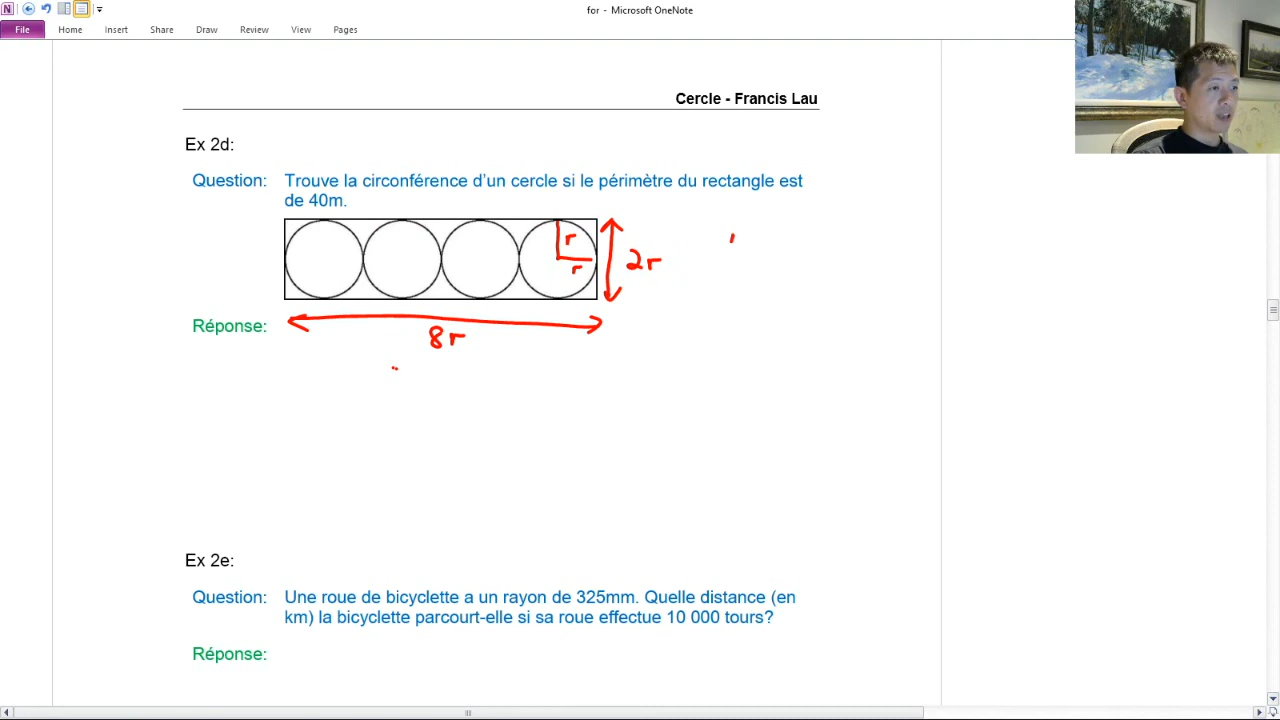 for - Microsoft OneNote
File Home Insert Share Draw Review View Pages
Cercle - Francis Lau
Ex 2d:
Question: Trouve la circonférence d'un cercle si le périmètre du rectangle est
de 40m.
r
r
2r
Réponse:
8r
Ex 2e:
Question: Une roue de bicyclette a un rayon de 325mm. Quelle distance (en
km) la bicyclette parcourt-elle si sa roue effectue 10 000 tours?
Réponse: